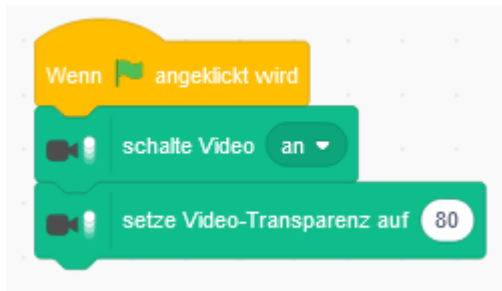 Wenn angeklickt wird
schalte Video an
setze Video-Transparenz auf 80